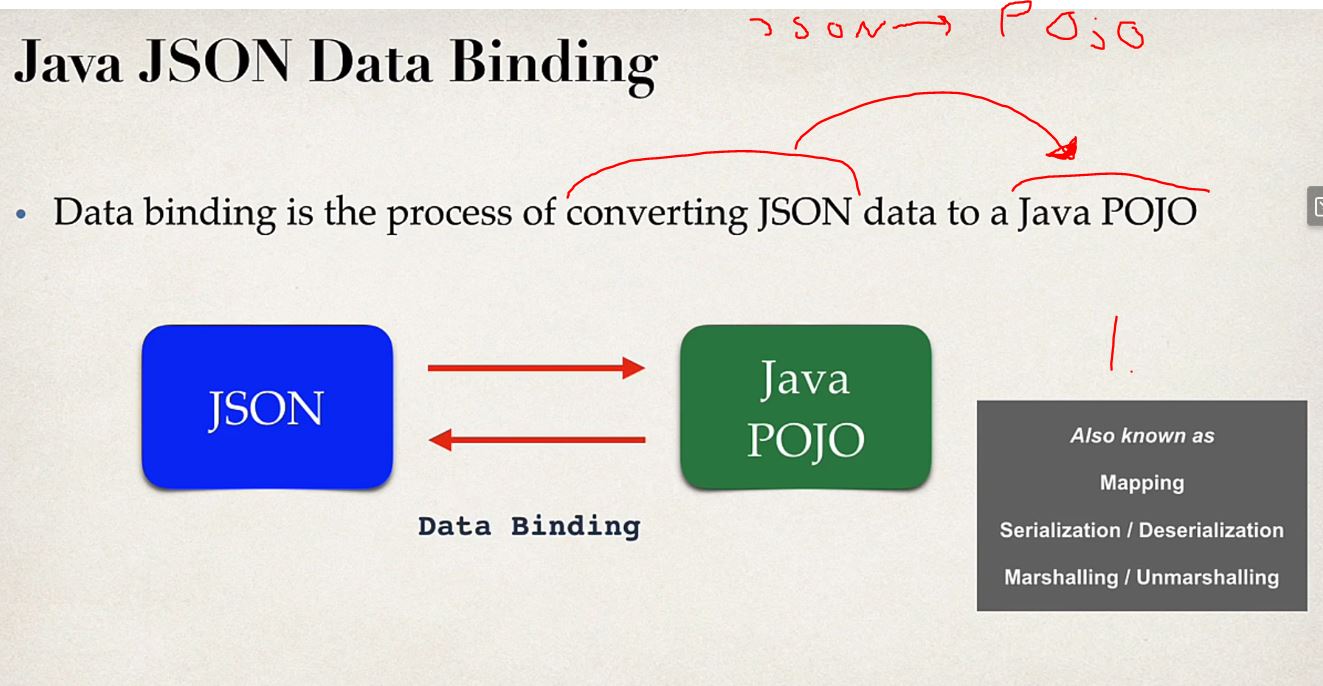 JSON → POjO
Java JSON Data Binding
• Data binding is the process of converting JSON data to a Java POJO
JSON
Java
POJO
Data Binding
1.
Also known as
Mapping
Serialization / Deserialization
Marshalling / Unmarshalling